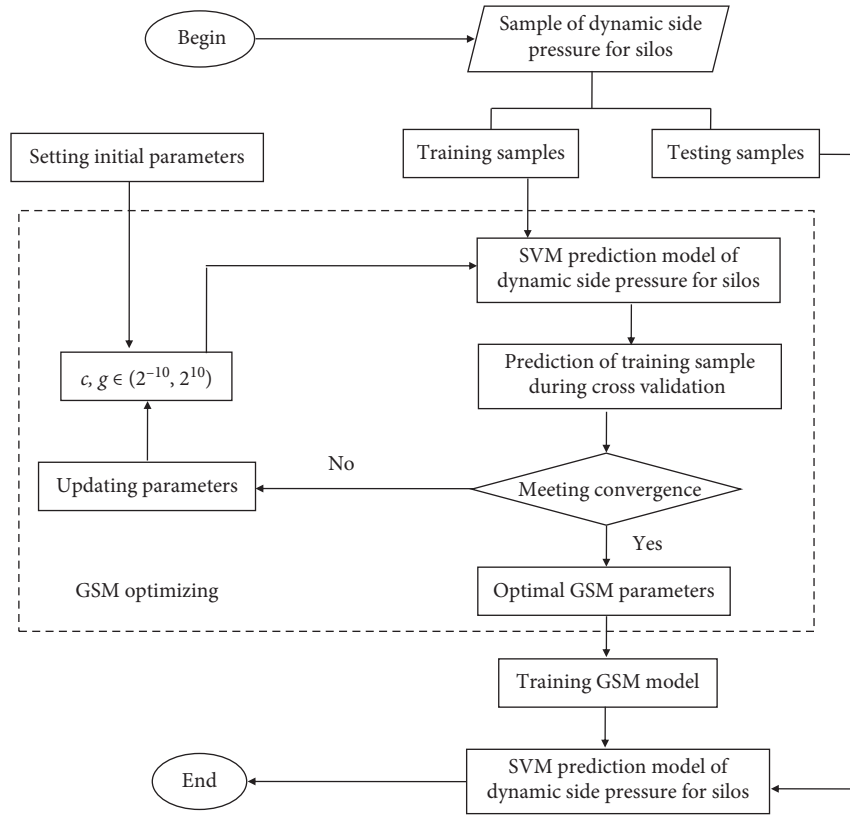 Begin
Sample of dynamic side
pressure for silos
Setting initial parameters
Training samples
Testing samples
SVM prediction model of
dynamic side pressure for silos
c, g ∈ (2⁻¹⁰, 2¹⁰)
Prediction of training sample
during cross validation
Updating parameters
No
Meeting convergence
Yes
GSM optimizing
Optimal GSM parameters
Training GSM model
End
SVM prediction model of
dynamic side pressure for silos